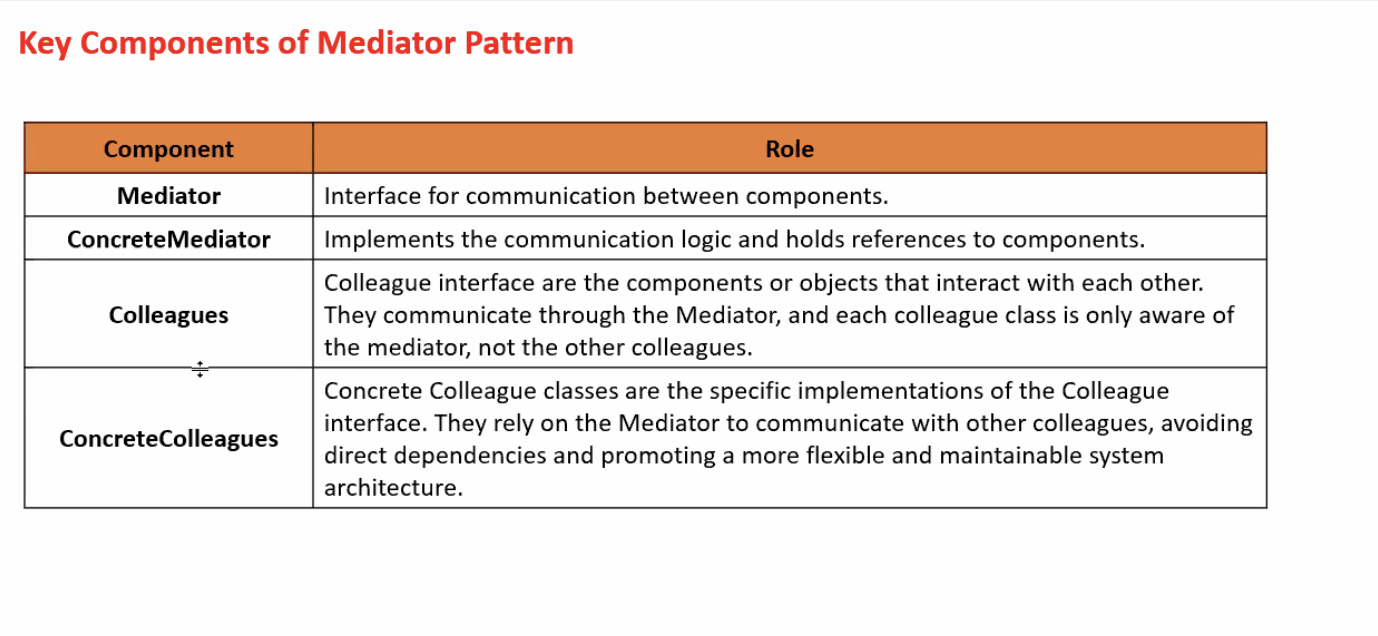 Key Components of Mediator Pattern
Component
Role
Mediator
Interface for communication between components.
ConcreteMediator
Implements the communication logic and holds references to components.
Colleagues
Colleague interface are the components or objects that interact with each other.
They communicate through the Mediator, and each colleague class is only aware of
the mediator, not the other colleagues.
ConcreteColleagues
Concrete Colleague classes are the specific implementations of the Colleague
interface. They rely on the Mediator to communicate with other colleagues, avoiding
direct dependencies and promoting a more flexible and maintainable system
architecture.